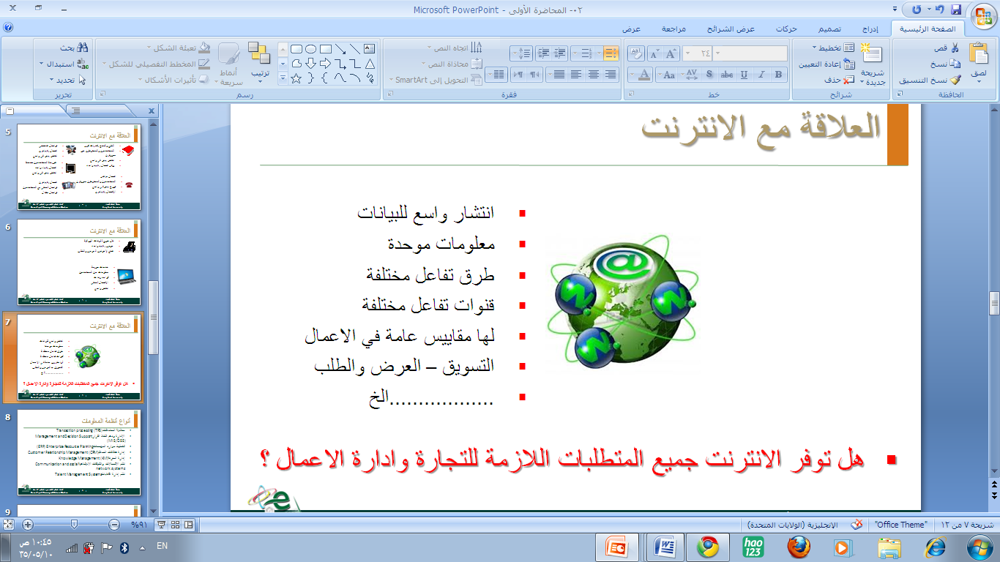 ٠٢- المحاضرة الأولى - Microsoft PowerPoint
الصفحة الرئيسية
إدراج
تصميم
حركات
عرض الشرائح
مراجعة
عرض
لصق
قص
نسخ
نسخ التنسيق
الحافظة
شريحة جديدة
تخطيط
إعادة التعيين
حذف
شرائح
٢٤
B I U abc S AV Aa A
خط
اتجاه النص
محاذاة النص
التحويل إلى SmartArt
فقرة
ترتيب
أنماط سريعة
تعبئة الشكل
المخطط التفصيلي للشكل
تأثيرات الأشكال
رسم
بحث
استبدال
تحديد
تحرير
العلاقة مع الانترنت
انتشار واسع للبيانات
معلومات موحدة
طرق تفاعل مختلفة
قنوات تفاعل مختلفة
لها مقاييس عامة في الاعمال
التسويق – العرض والطلب
..................الخ
هل توفر الانترنت جميع المتطلبات اللازمة للتجارة وادارة الاعمال ؟
5
العلاقة مع الانترنت
6
العلاقة مع الانترنت
7
العلاقة مع الانترنت
هل توفر الانترنت جميع المتطلبات اللازمة للتجارة وادارة الاعمال ؟
8
أنواع أنظمة المعلومات
Transaction processing (TPS)
Management and Decision Support
(MIS/DSS)
(ERP) Enterprise Resource Planning
Customer Relationship Management (CRM)
Knowledge Management (KM)
Communication and social
network systems
Talent Management Systems
9
شريحة ٧ من ١٢
"Office Theme"
الإنجليزية (الولايات المتحدة)
٩١%
EN
١٠:٤٥ ص
٣٥/٠٥/١٠
hao123